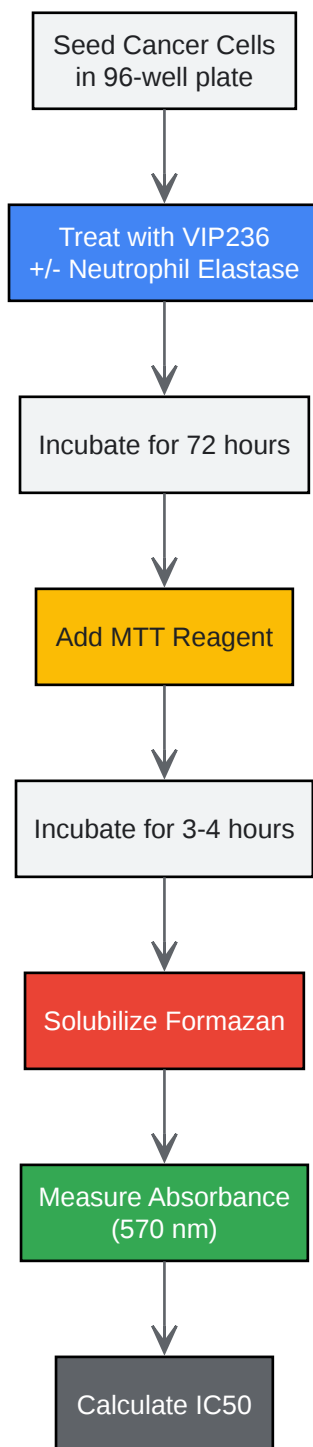 Seed Cancer Cells
in 96-well plate
Treat with VIP236
+/- Neutrophil Elastase
Incubate for 72 hours
Add MTT Reagent
Incubate for 3-4 hours
Solubilize Formazan
Measure Absorbance
(570 nm)
Calculate IC50